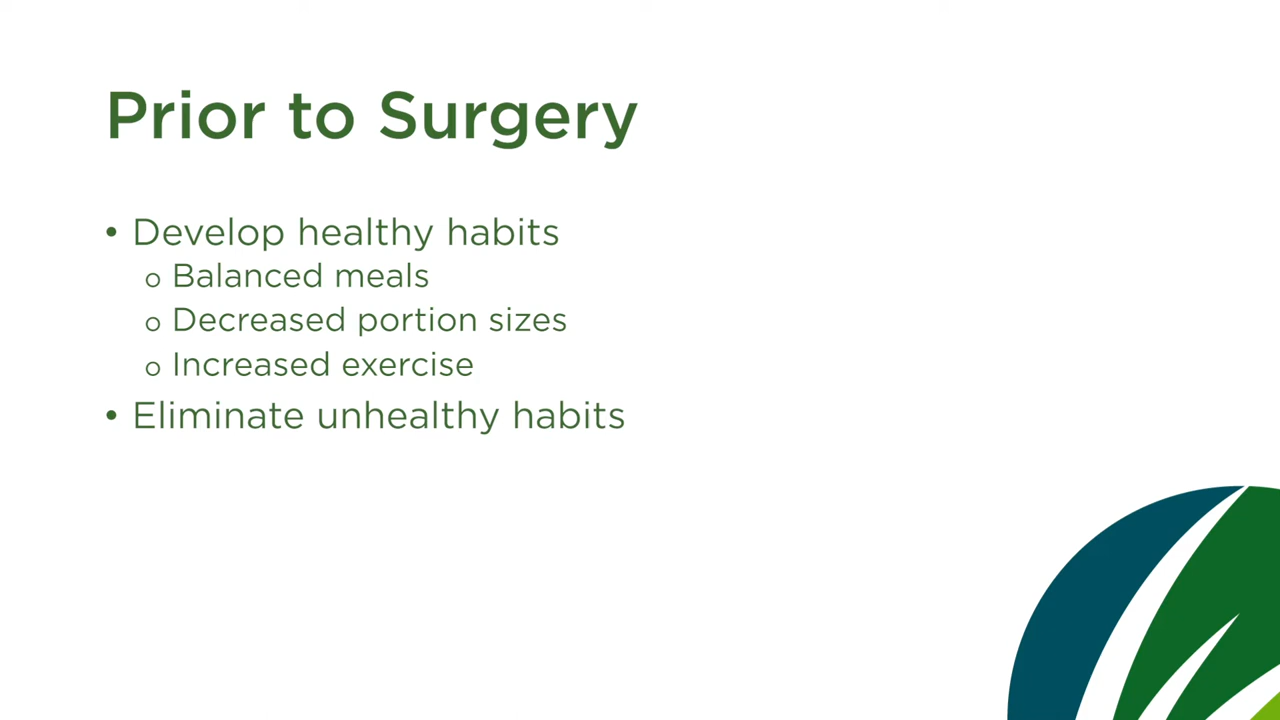 Prior to Surgery
• Develop healthy habits
o Balanced meals
o Decreased portion sizes
o Increased exercise
• Eliminate unhealthy habits